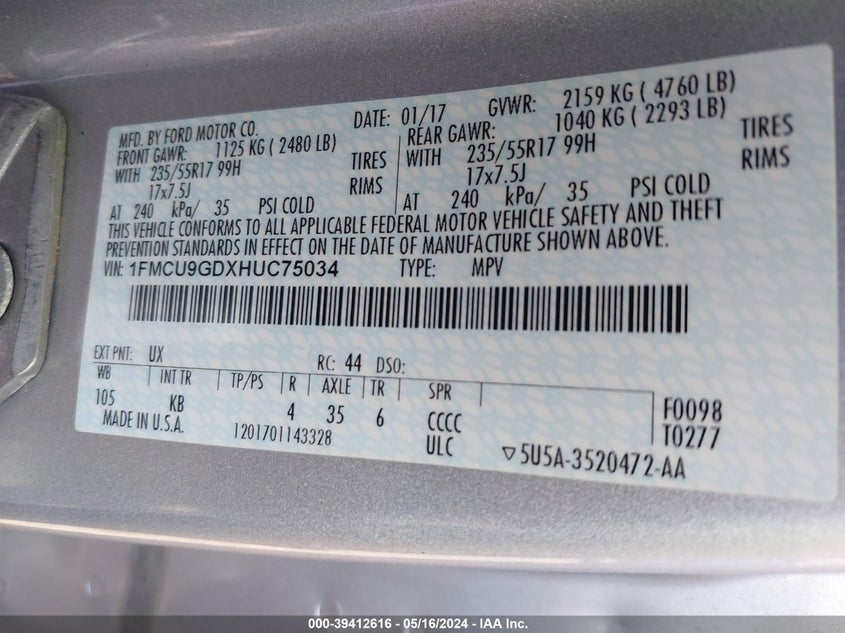 MFD. BY FORD MOTOR CO.
DATE: 01/17 GVWR: 2159 KG ( 4760 LB)
FRONT GAWR: 1125 KG ( 2480 LB)
REAR GAWR: 1040 KG ( 2293 LB)
WITH 235/55R17 99H TIRES
WITH 235/55R17 99H TIRES
17x7.5J RIMS
17x7.5J RIMS
AT 240 kPa/ 35 PSI COLD
AT 240 kPa/ 35 PSI COLD
THIS VEHICLE CONFORMS TO ALL APPLICABLE FEDERAL MOTOR VEHICLE SAFETY AND THEFT
PREVENTION STANDARDS IN EFFECT ON THE DATE OF MANUFACTURE SHOWN ABOVE.
VIN: 1FMCU9GDXHUC75034 TYPE: MPV
EXT PNT: UX RC: 44 DSO:
WB INT TR TP/PS R AXLE TR SPR
105 KB 4 35 6 CCCC F0098
MADE IN U.S.A. 1201701143328 ULC T0277
▽5U5A-3520472-AA
000-39412616 - 05/16/2024 - IAA Inc.